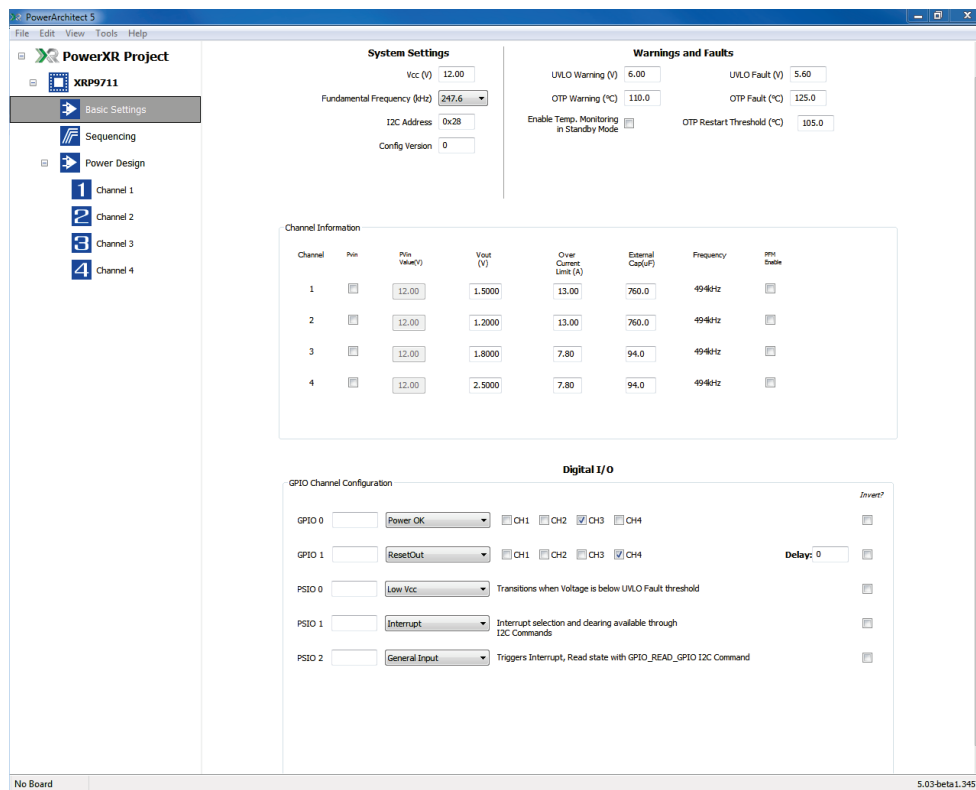 PowerArchitect 5
File Edit View Tools Help
PowerXR Project
XRP9711
Basic Settings
Sequencing
Power Design
1 Channel 1
2 Channel 2
3 Channel 3
4 Channel 4
System Settings
Vcc (V) 12.00
Fundamental Frequency (kHz) 247.6
I2C Address 0x28
Config Version 0
Warnings and Faults
UVLO Warning (V) 6.00 UVLO Fault (V) 5.60
OTP Warning (°C) 110.0 OTP Fault (°C) 125.0
Enable Temp. Monitoring
in Standby Mode
OTP Restart Threshold (°C) 105.0
Channel Information
Channel Pvin PVin Value(V) Vout (V) Over Current Limit (A) External Cap(uF) Frequency PFM Enable
1 12.00 1.5000 13.00 760.0 494kHz
2 12.00 1.2000 13.00 760.0 494kHz
3 12.00 1.8000 7.80 94.0 494kHz
4 12.00 2.5000 7.80 94.0 494kHz
Digital I/O
GPIO Channel Configuration
Invert?
GPIO 0 Power OK CH1 CH2 CH3 CH4
GPIO 1 ResetOut CH1 CH2 CH3 CH4 Delay: 0
PSIO 0 Low Vcc Transitions when Voltage is below UVLO Fault threshold
PSIO 1 Interrupt Interrupt selection and clearing available through
I2C Commands
PSIO 2 General Input Triggers Interrupt, Read state with GPIO_READ_GPIO I2C Command
No Board 5.03-beta1.345